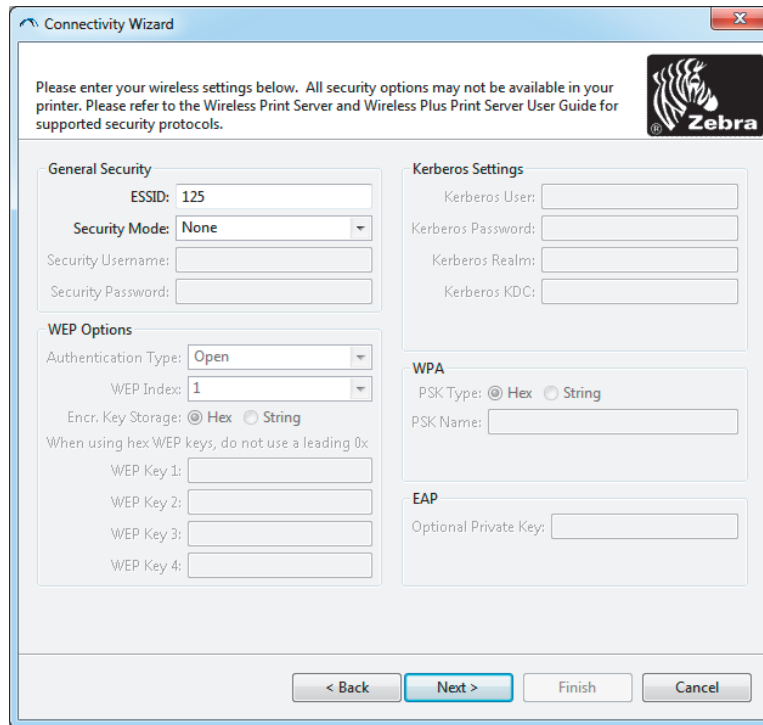 Connectivity Wizard
Please enter your wireless settings below. All security options may not be available in your
printer. Please refer to the Wireless Print Server and Wireless Plus Print Server User Guide for
supported security protocols.
® Zebra
General Security
ESSID: 125
Security Mode: None
Security Username:
Security Password:
WEP Options
Authentication Type: Open
WEP Index: 1
Encr. Key Storage: Hex String
When using hex WEP keys, do not use a leading 0x
WEP Key 1:
WEP Key 2:
WEP Key 3:
WEP Key 4:
Kerberos Settings
Kerberos User:
Kerberos Password:
Kerberos Realm:
Kerberos KDC:
WPA
PSK Type: Hex String
PSK Name:
EAP
Optional Private Key:
< Back Next > Finish Cancel